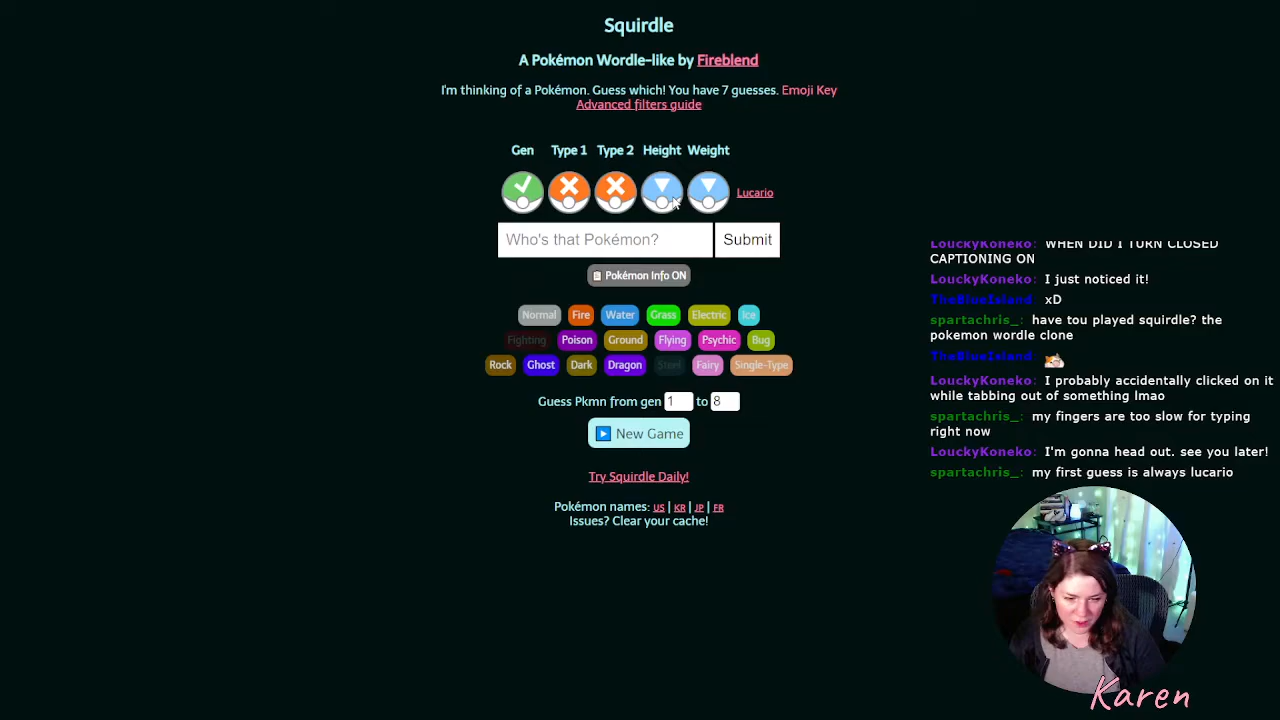 Squirdle
A Pokémon Wordle-like by Fireblend
I'm thinking of a Pokémon. Guess which! You have 7 guesses. Emoji Key
Advanced filters guide
Gen Type 1 Type 2 Height Weight
Lucario
Who's that Pokémon? Submit
Pokémon Info ON
Normal Fire Water Grass Electric Ice
Fighting Poison Ground Flying Psychic Bug
Rock Ghost Dark Dragon Steel Fairy Single-Type
Guess Pkmn from gen 1 to 8
New Game
Try Squirdle Daily!
Pokémon names: US | KR | JP | FR
Issues? Clear your cache!
LouckyKoneko: WHEN DID I TURN CLOSED
CAPTIONING ON
LouckyKoneko: I just noticed it!
TheBlueIsland: xD
spartachris_: have tou played squirdle? the
pokemon wordle clone
TheBlueIsland:
LouckyKoneko: I probably accidentally clicked on it
while tabbing out of something lmao
spartachris_: my fingers are too slow for typing
right now
LouckyKoneko: I'm gonna head out. see you later!
spartachris_: my first guess is always lucario
Karen